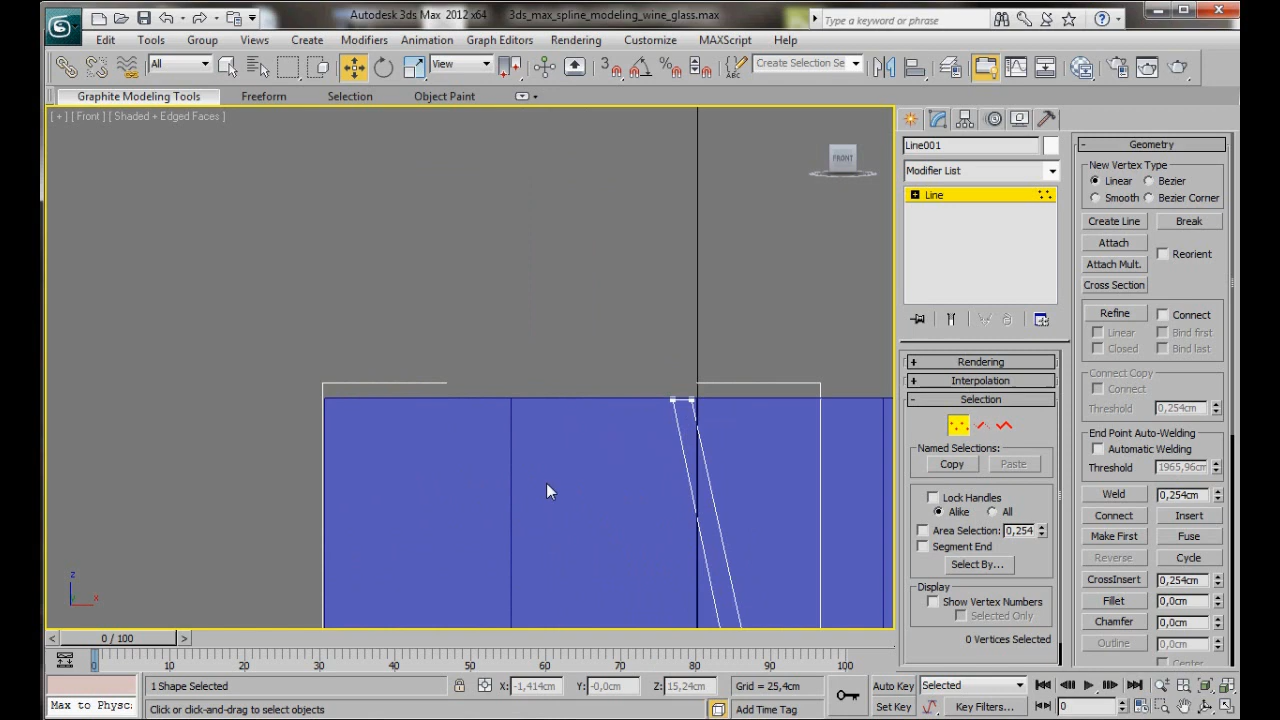 Autodesk 3ds Max 2012 x64 3ds_max_spline_modeling_wine_glass.max
Type a keyword or phrase
Edit Tools Group Views Create Modifiers Animation Graph Editors Rendering Customize MAXScript Help
All View Create Selection Se
Graphite Modeling Tools Freeform Selection Object Paint
[ + ] [ Front ] [ Shaded + Edged Faces ]
FRONT
Line001
Modifier List
Line
+ Rendering
+ Interpolation
- Selection
Named Selections:
Copy Paste
Lock Handles
Alike All
Area Selection: 0,254
Segment End
Select By...
Display
Show Vertex Numbers
Selected Only
0 Vertices Selected
- Geometry
New Vertex Type
Linear Bezier
Smooth Bezier Corner
Create Line Break
Attach
Reorient
Attach Mult.
Cross Section
Refine Connect
Linear Bind first
Closed Bind last
Connect Copy
Connect
Threshold 0,254cm
End Point Auto-Welding
Automatic Welding
Threshold 1965,96cm
Weld 0,254cm
Connect Insert
Make First Fuse
Reverse Cycle
CrossInsert 0,254cm
Fillet 0,0cm
Chamfer 0,0cm
Outline 0,0cm
Center
z
x
< 0 / 100 >
0 10 20 30 40 50 60 70 80 90 100
1 Shape Selected X: -1,414cm Y: -0,0cm Z: 15,24cm Grid = 25,4cm Auto Key Selected
Max to Physc: Click or click-and-drag to select objects Add Time Tag Set Key Key Filters... 0